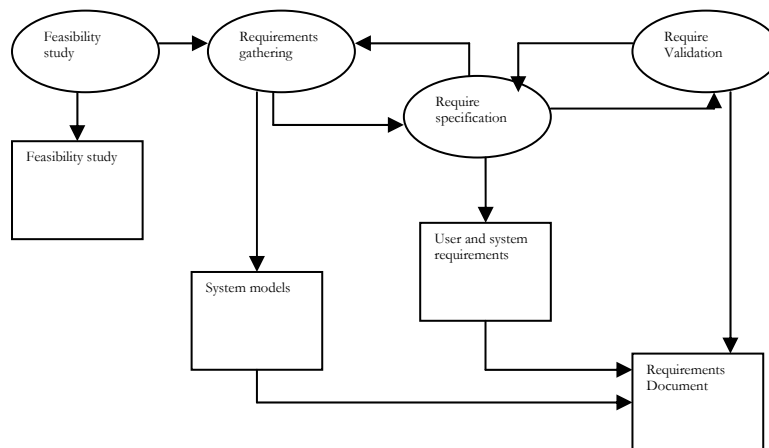 Feasibility
study
Requirements
gathering
Require
Validation
Require
specification
Feasibility study
User and system
requirements
System models
Requirements
Document